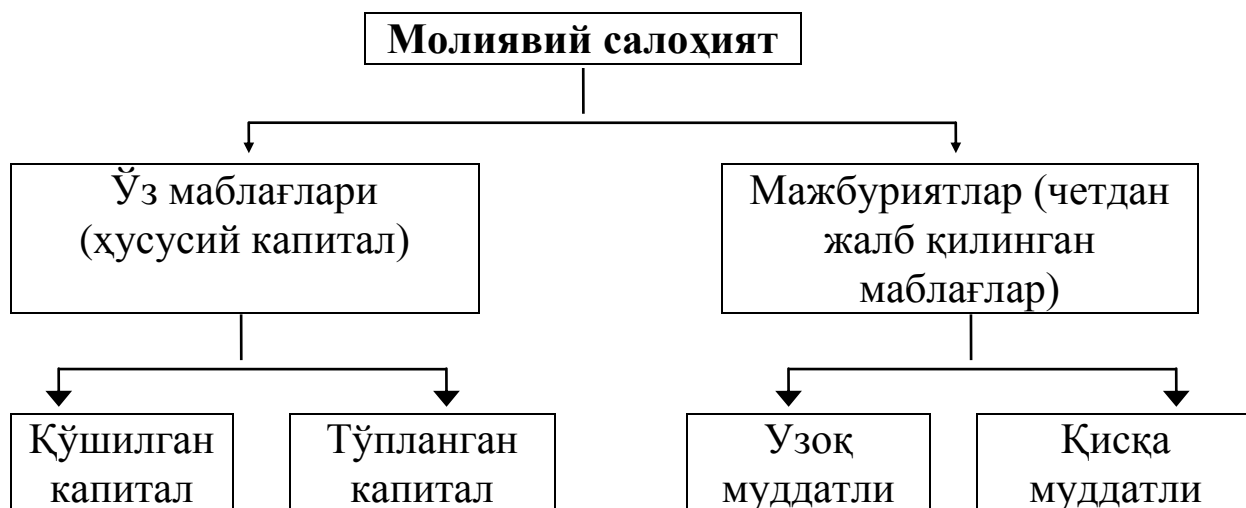 Молиявий салоҳият
Ўз маблағлари
(ҳусусий капитал)
Мажбуриятлар (четдан
жалб қилинган
маблағлар)
Қўшилган
капитал
Тўпланган
капитал
Узоқ
муддатли
Қисқа
муддатли